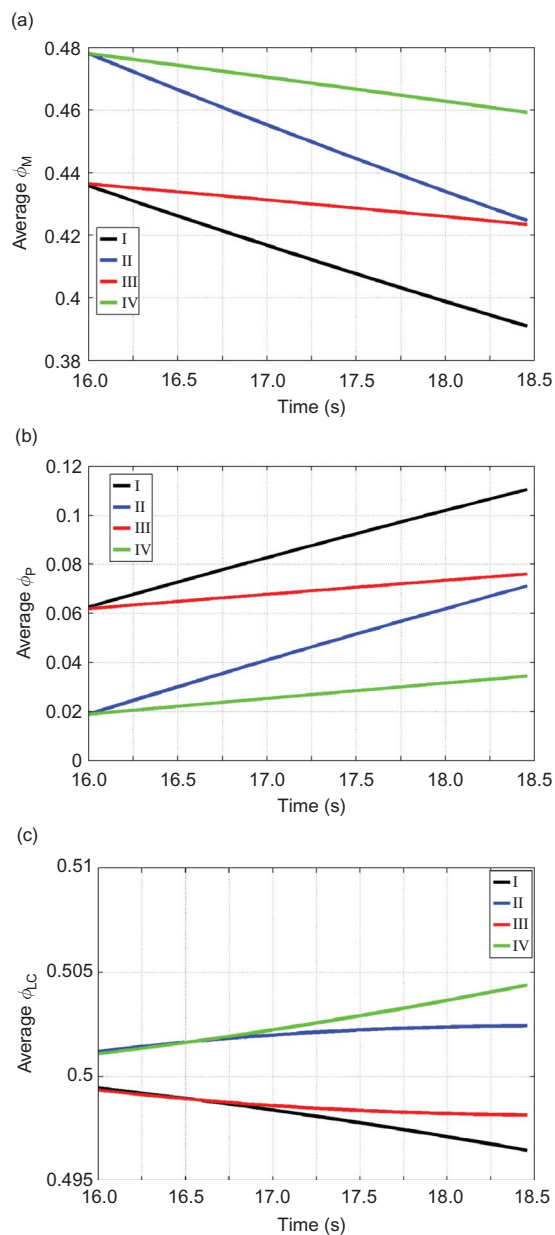 (a)
0.48
0.46
0.44
0.42
0.4
0.38
Average ϕM
I
II
III
IV
16.0 16.5 17.0 17.5 18.0 18.5
Time (s)
(b)
0.12
0.1
0.08
0.06
0.04
0.02
0
Average ϕP
I
II
III
IV
16.0 16.5 17.0 17.5 18.0 18.5
Time (s)
(c)
0.51
0.505
0.5
0.495
Average ϕLC
I
II
III
IV
16.0 16.5 17.0 17.5 18.0 18.5
Time (s)